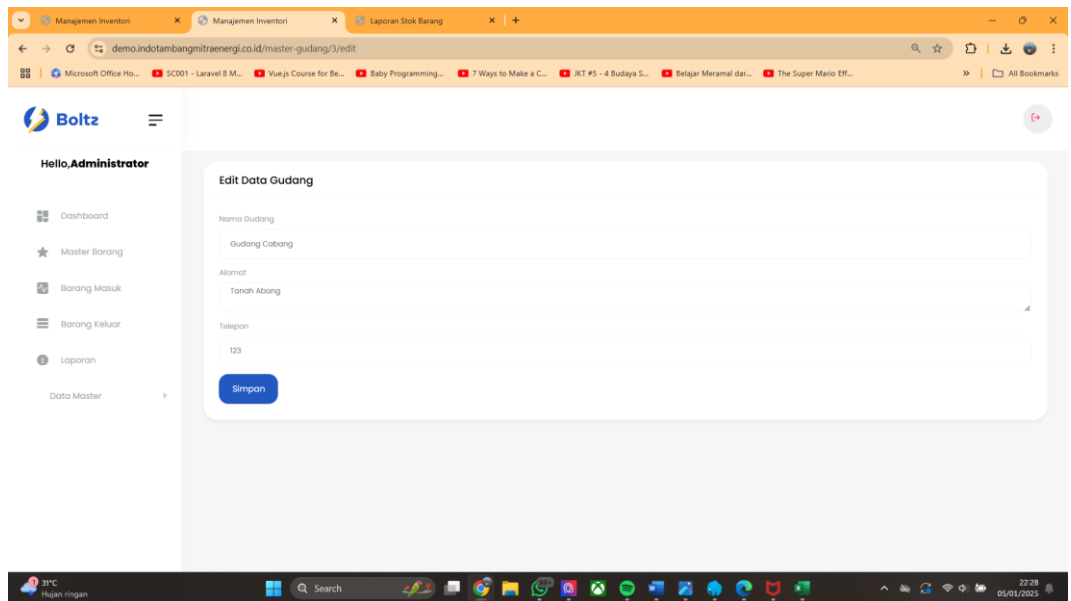 Manajemen Inventori
Manajemen Inventori
Laporan Stok Barang
demo.indotambangmitraenergi.co.id/master-gudang/3/edit
Microsoft Office Ho...
SC001 - Laravel 8 M...
Vue.js Course for Be...
Baby Programming...
7 Ways to Make a C...
JKT #5 - 4 Budaya S...
Belajar Meramal dar...
The Super Mario Eff...
All Bookmarks
Boltz
Hello,Administrator
Dashboard
Master Barang
Barang Masuk
Barang Keluar
Laporan
Data Master
Edit Data Gudang
Nama Gudang
Gudang Cabang
Alamat
Tanah Abang
Telepon
123
Simpan
1
31°C
Hujan ringan
Search
22:28
05/01/2025